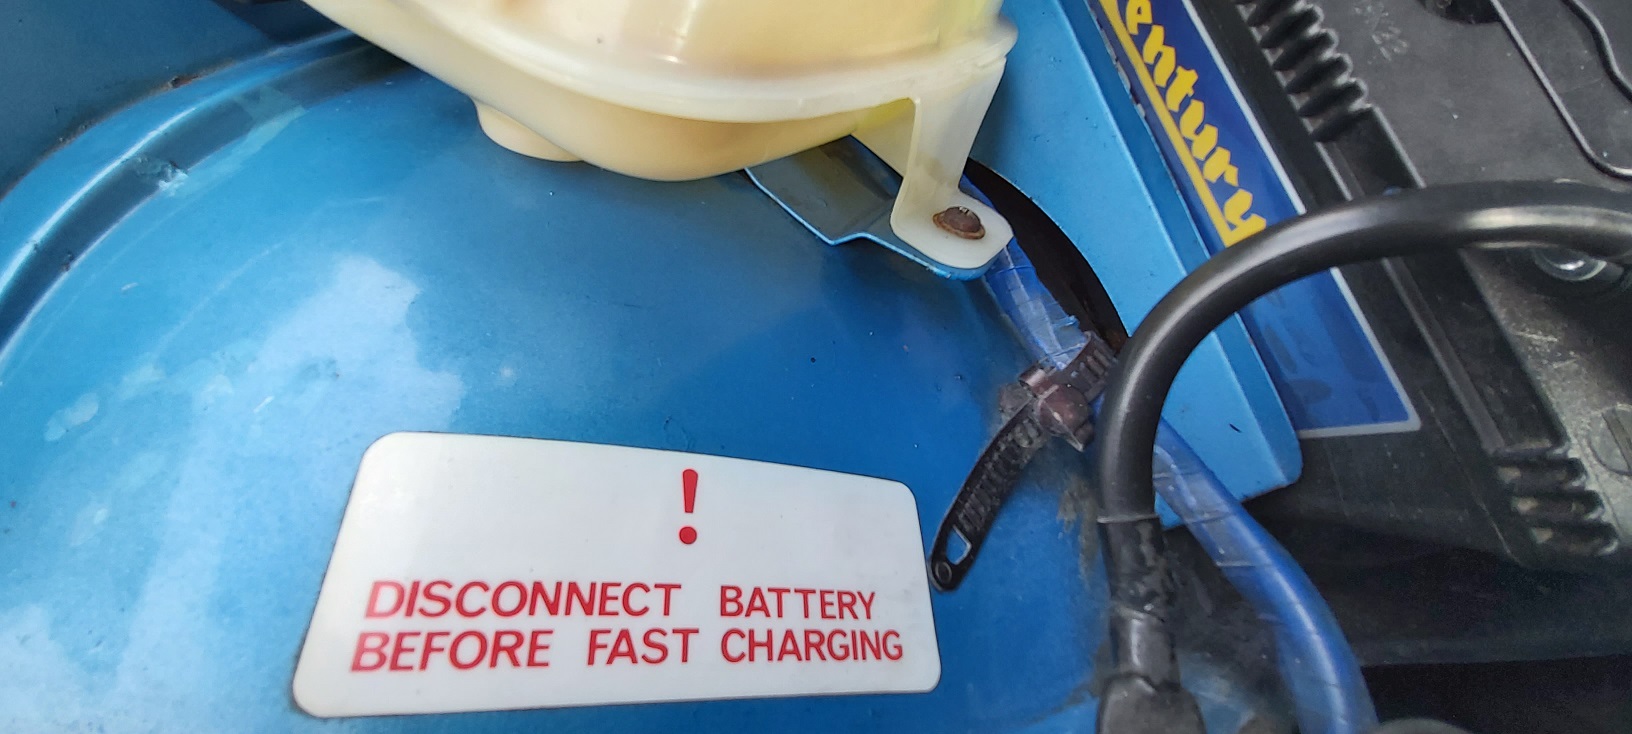 entury
!
DISCONNECT BATTERY
BEFORE FAST CHARGING